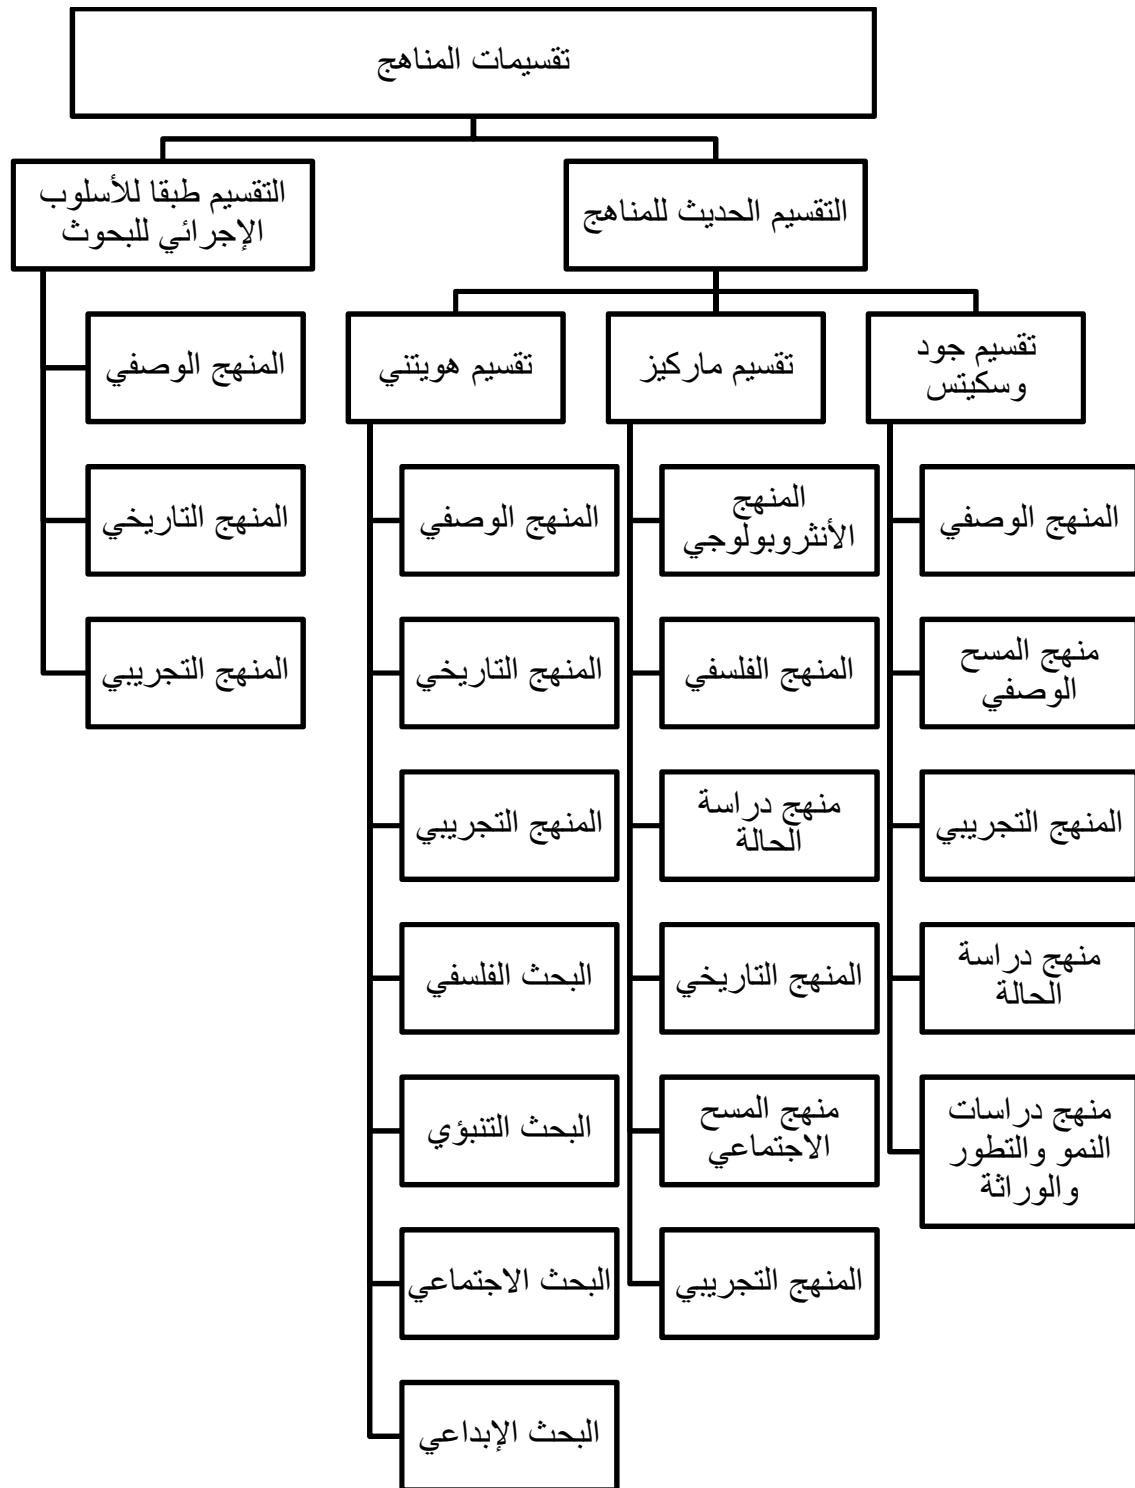 تقسيمات المناهج
التقسيم الحديث للمناهج
التقسيم طبقا للأسلوب
الإجرائي للبحوث
تقسيم جود
وسكيتس
المنهج الوصفي
منهج المسح
الوصفي
المنهج التجريبي
منهج دراسة
الحالة
منهج دراسات
النمو والتطور
والوراثة
تقسيم ماركيز
المنهج
الأنثروبولوجي
المنهج الفلسفي
منهج دراسة
الحالة
المنهج التاريخي
منهج المسح
الاجتماعي
المنهج التجريبي
تقسيم هويتني
المنهج الوصفي
المنهج التاريخي
المنهج التجريبي
البحث الفلسفي
البحث التنبؤي
البحث الاجتماعي
البحث الإبداعي
المنهج الوصفي
المنهج التاريخي
المنهج التجريبي